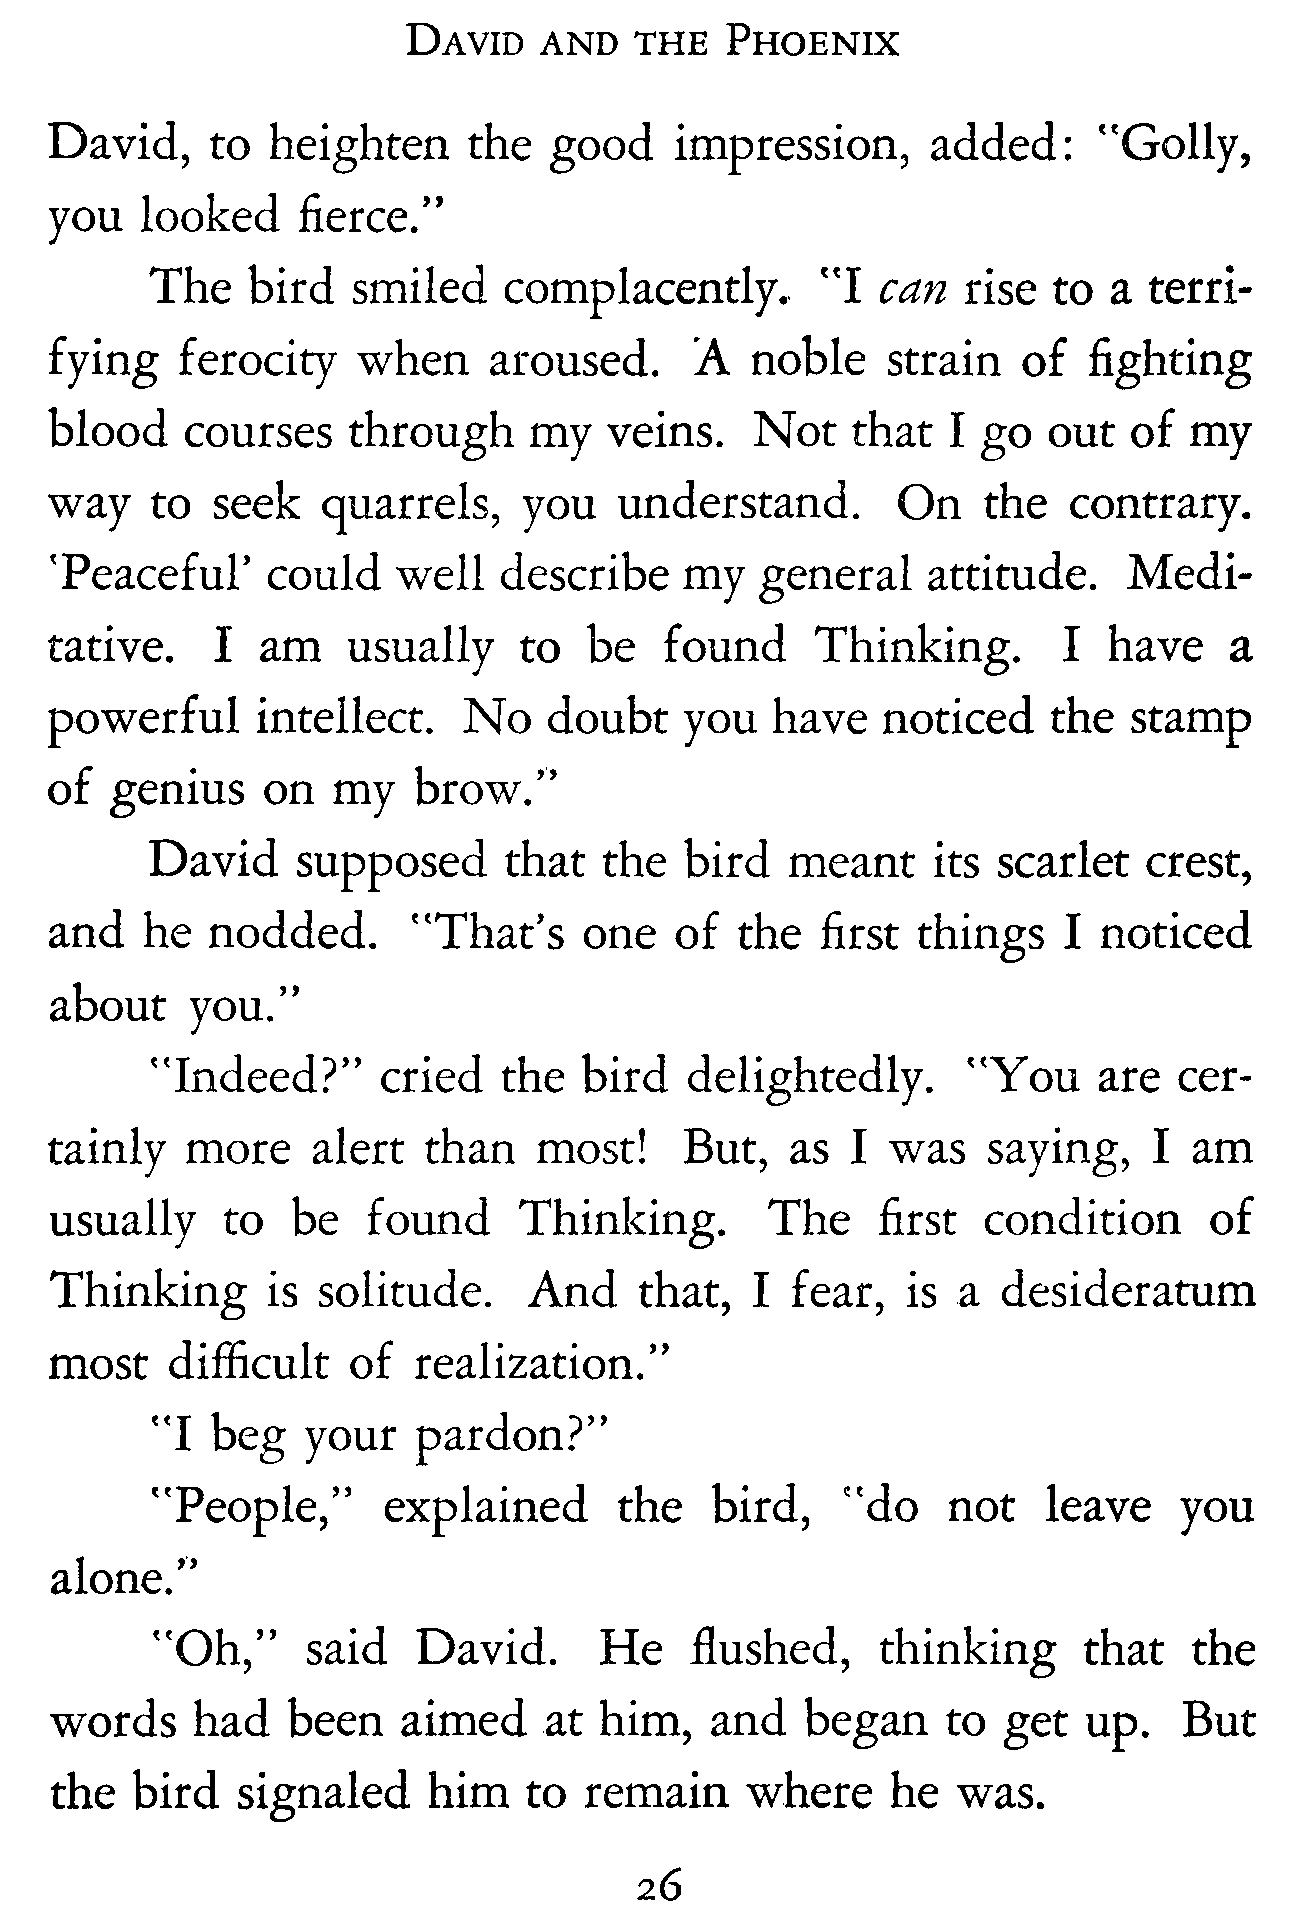 DAVID AND THE PHOENIX
David, to heighten the good impression, added: “Golly,
you looked fierce.”
The bird smiled complacently. “I can rise to a terri-
fying ferocity when aroused. A noble strain of fighting
blood courses through my veins. Not that I go out of my
way to seek quarrels, you understand. On the contrary.
‘Peaceful’ could well describe my general attitude. Medi-
tative. I am usually to be found Thinking. I have a
powerful intellect. No doubt you have noticed the stamp
of genius on my brow.”
David supposed that the bird meant its scarlet crest,
and he nodded. “That’s one of the first things I noticed
about you.”
“Indeed?” cried the bird delightedly. “You are cer-
tainly more alert than most! But, as I was saying, I am
usually to be found Thinking. The first condition of
Thinking is solitude. And that, I fear, is a desideratum
most difficult of realization.”
“I beg your pardon?”
“People,” explained the bird, “do not leave you
alone.”
“Oh,” said David. He flushed, thinking that the
words had been aimed at him, and began to get up. But
the bird signaled him to remain where he was.
26